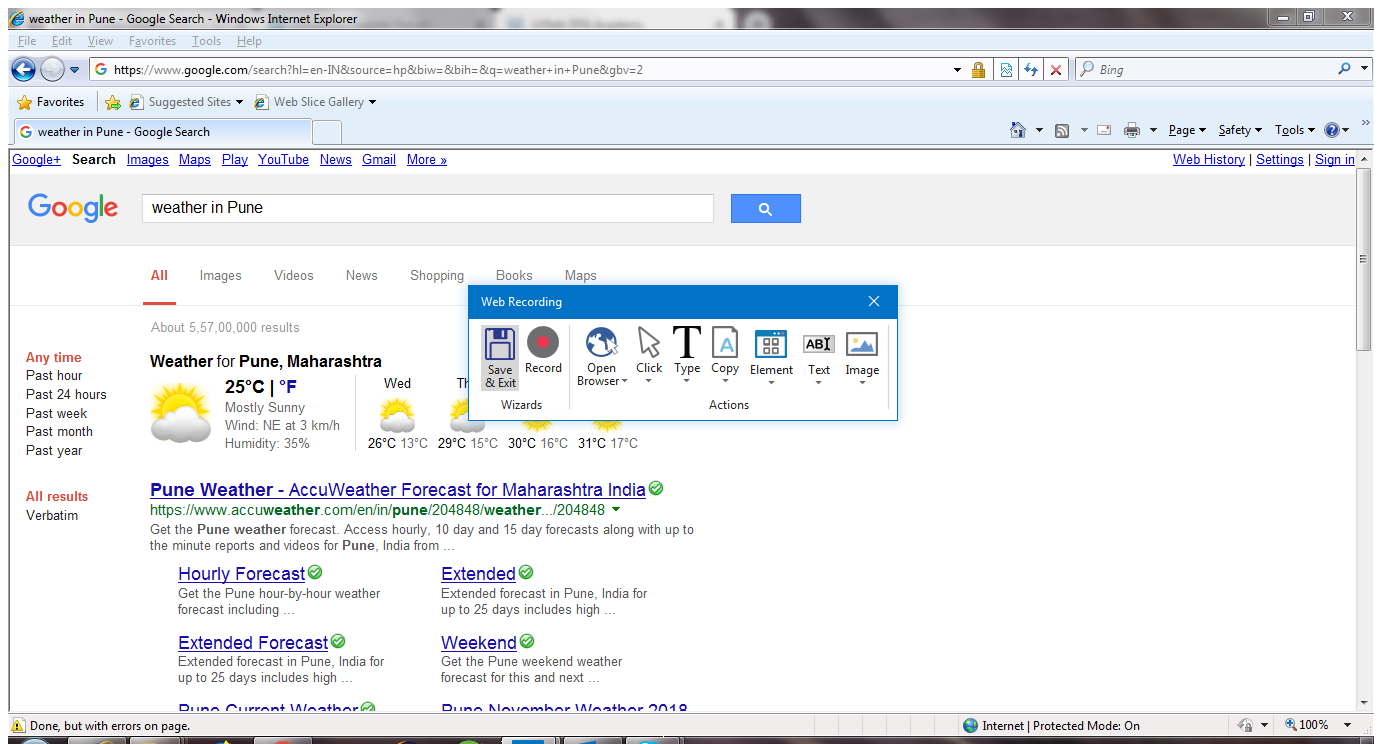 weather in Pune - Google Search - Windows Internet Explorer
File Edit View Favorites Tools Help
https://www.google.com/search?hl=en-IN&source=hp&biw=&bih=&q=weather+in+Pune&gbv=2 Bing
Favorites Suggested Sites Web Slice Gallery
weather in Pune - Google Search Page Safety Tools
Google+ Search Images Maps Play YouTube News Gmail More » Web History | Settings | Sign in
Google weather in Pune
All Images Videos News Shopping Books Maps
Web Recording
About 5,57,00,000 results
Save & Exit Record Open Browser Click Type Copy Element Text Image
Wizards Actions
Any time
Past hour
Past 24 hours
Past week
Past month
Past year
All results
Verbatim
Weather for Pune, Maharashtra
25°C | °F
Mostly Sunny
Wind: NE at 3 km/h
Humidity: 35%
Wed
26°C 13°C 29°C 15°C 30°C 16°C 31°C 17°C
Pune Weather - AccuWeather Forecast for Maharashtra India
https://www.accuweather.com/en/in/pune/204848/weather.../204848
Get the Pune weather forecast. Access hourly, 10 day and 15 day forecasts along with up to
the minute reports and videos for Pune, India from ...
Hourly Forecast
Get the Pune hour-by-hour weather
forecast including ...
Extended
Extended forecast in Pune, India for
up to 25 days includes high ...
Extended Forecast
Extended forecast in Pune, India for
up to 25 days includes high ...
Weekend
Get the Pune weekend weather
forecast for this and next ...
Pune Current Weather
Pune November Weather 2018
Done, but with errors on page. Internet | Protected Mode: On 100%